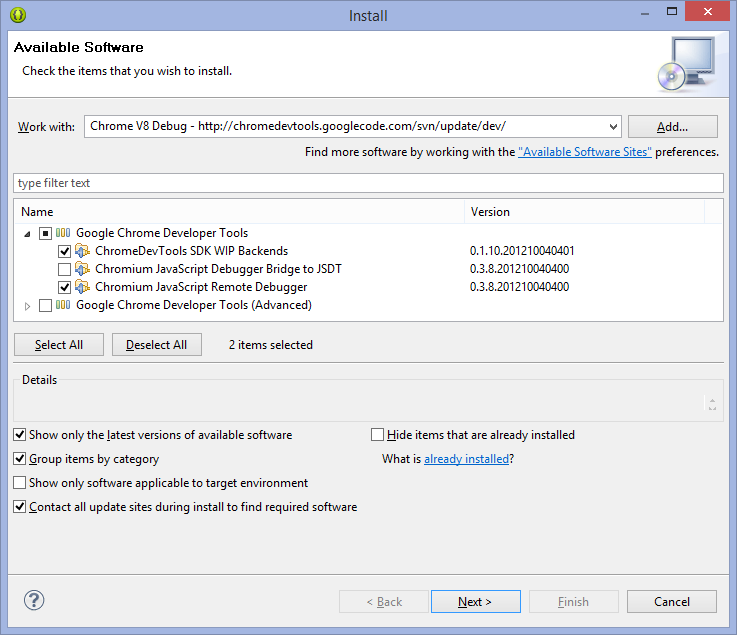 Install
Available Software
Check the items that you wish to install.
Work with: Chrome V8 Debug - http://chromedevtools.googlecode.com/svn/update/dev/ Add...
Find more software by working with the "Available Software Sites" preferences.
type filter text
Name Version
Google Chrome Developer Tools
ChromeDevTools SDK WIP Backends 0.1.10.201210040401
Chromium JavaScript Debugger Bridge to JSDT 0.3.8.201210040400
Chromium JavaScript Remote Debugger 0.3.8.201210040400
Google Chrome Developer Tools (Advanced)
Select All Deselect All 2 items selected
Details
Show only the latest versions of available software Hide items that are already installed
Group items by category What is already installed?
Show only software applicable to target environment
Contact all update sites during install to find required software
? < Back Next > Finish Cancel